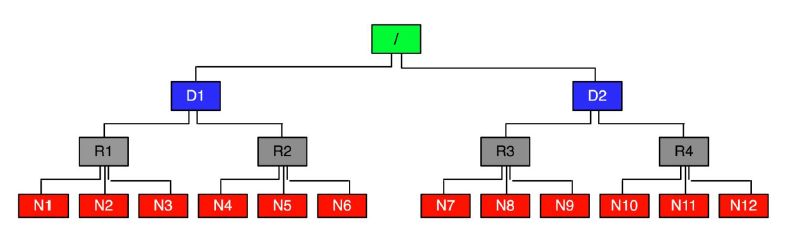 /
D1 D2
R1 R2 R3 R4
N1 N2 N3 N4 N5 N6 N7 N8 N9 N10 N11 N12